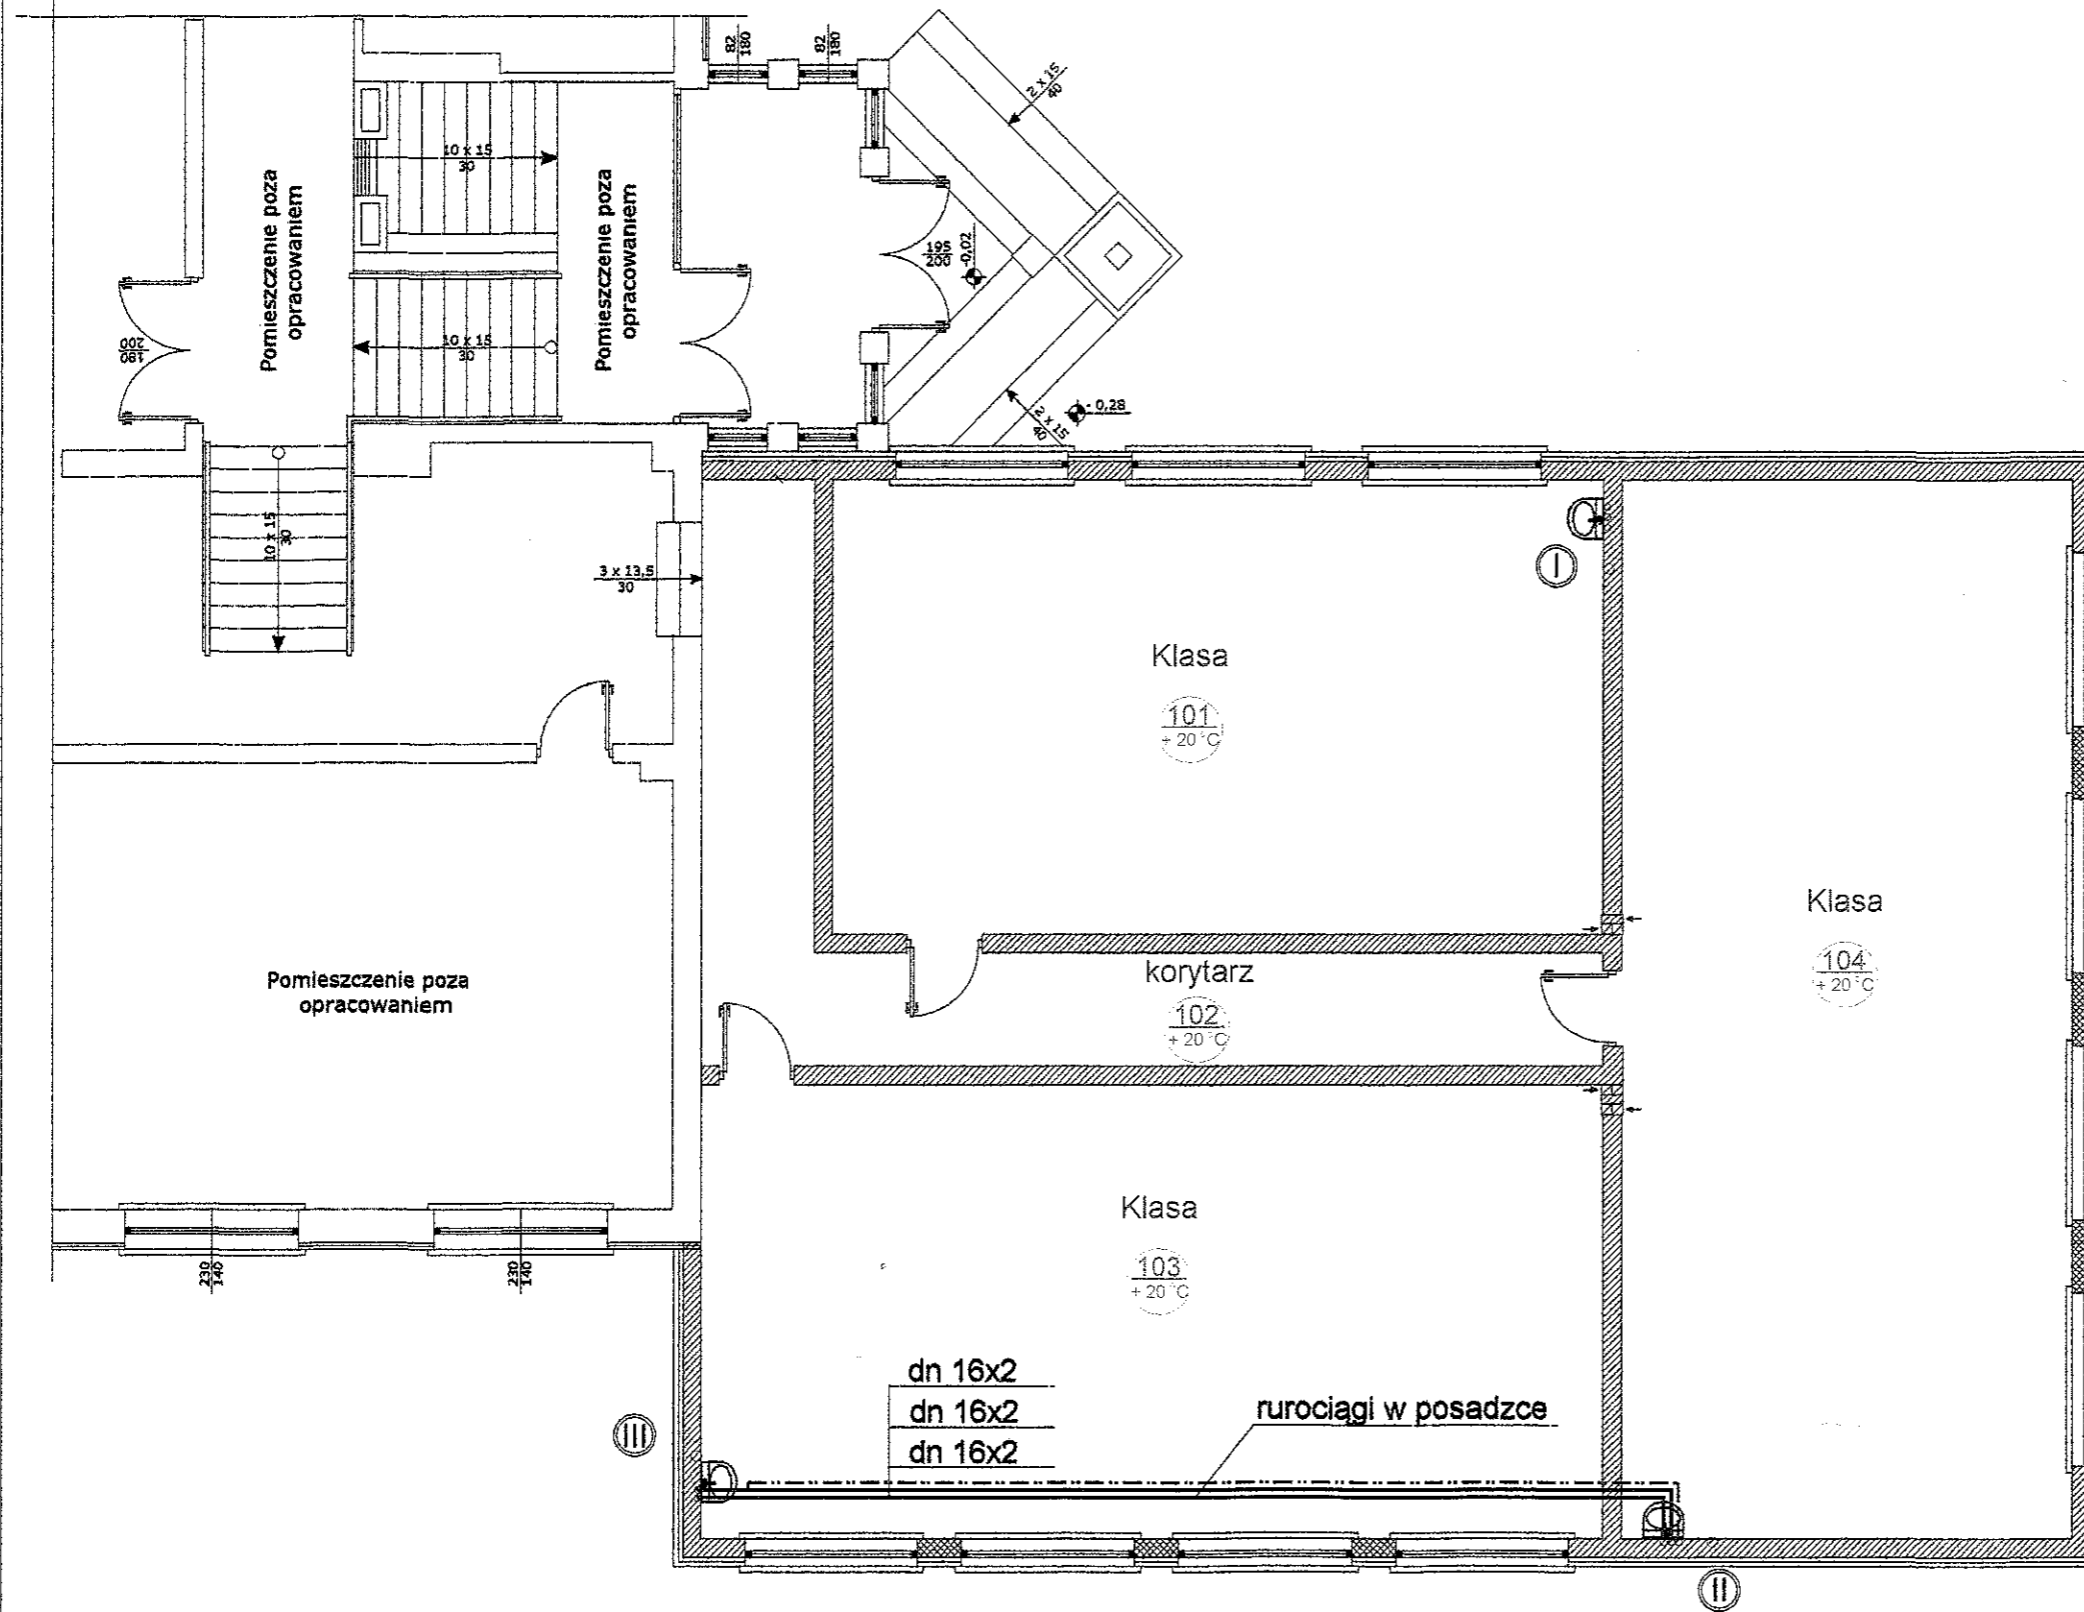 82
180
82
180
2 x 15
40
10 x 15
30
Pomieszczenie poza
opracowaniem
Pomieszczenie poza
opracowaniem
195
200
-0,02
180
200
10 x 15
30
2 x 15
40
- 0,28
10 x 15
30
3 x 13,5
30
I
Klasa
101
+ 20 °C
Klasa
104
+ 20 °C
korytarz
102
+ 20 °C
Pomieszczenie poza
opracowaniem
Klasa
103
+ 20 °C
230
140
230
140
dn 16x2
dn 16x2
dn 16x2
rurociągi w posadzce
III
II